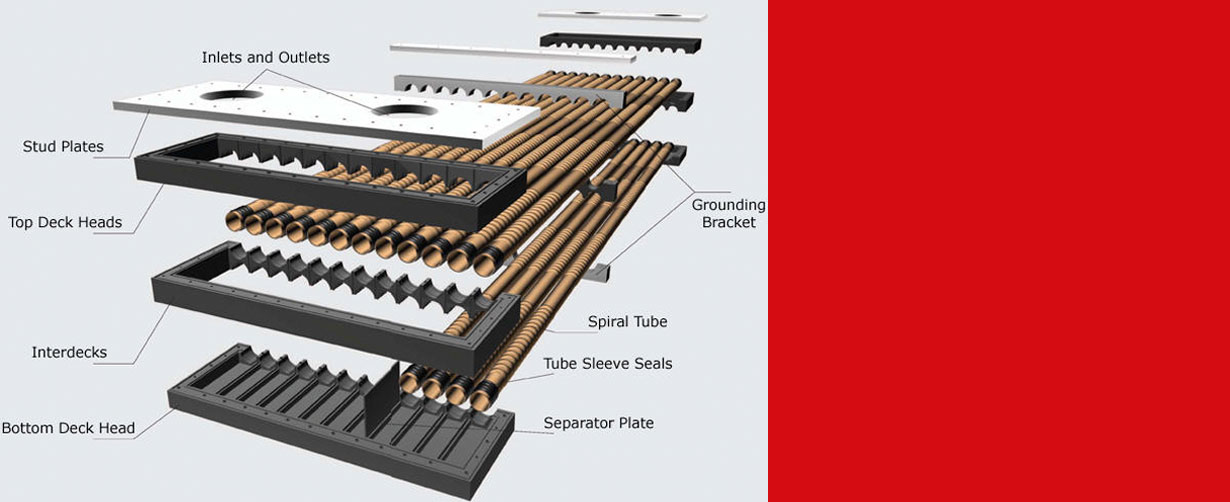 Inlets and Outlets
Stud Plates
Top Deck Heads
Grounding
Bracket
Spiral Tube
Interdecks
Tube Sleeve Seals
Separator Plate
Bottom Deck Head